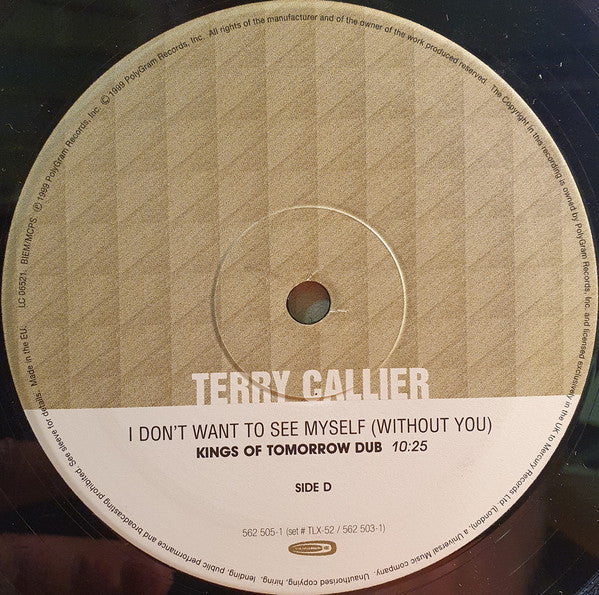 TERRY CALLIER
I DON'T WANT TO SEE MYSELF (WITHOUT YOU)
KINGS OF TOMORROW DUB 10:25
SIDE D
562 505-1 (set # TLX-52 / 562 503-1)
LC 06521. BIEM/MCPS. ℗ 1999 PolyGram Records, Inc. © 1999 PolyGram Records, Inc. All rights of the manufacturer and of the owner of the work produced reserved. The Copyright in this recording is owned by PolyGram Records, Inc. and licensed exclusively in the UK to Mercury Records Ltd. (London), a Universal Music company. Unauthorised copying, hiring, lending, public performance and broadcasting prohibited. See sleeve for details. Made in the EU.